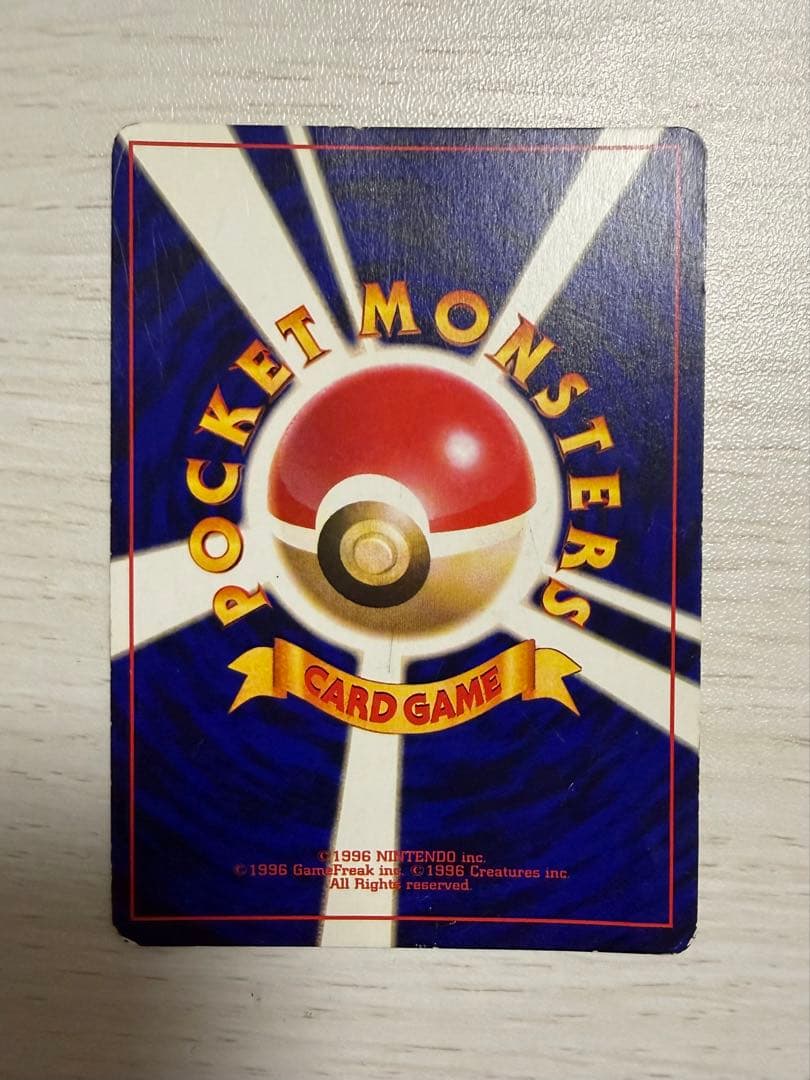 POCKET MONSTERS
CARD GAME
©1996 NINTENDO inc.
©1996 GameFreak inc. ©1996 Creatures inc.
All Rights reserved.